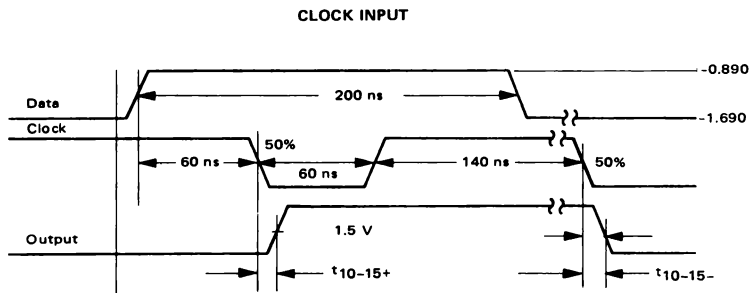 CLOCK INPUT
-0.890
Data
200 ns
-1.690
Clock
50%
60 ns
60 ns
140 ns
50%
Output
1.5 V
t10-15+
t10-15-